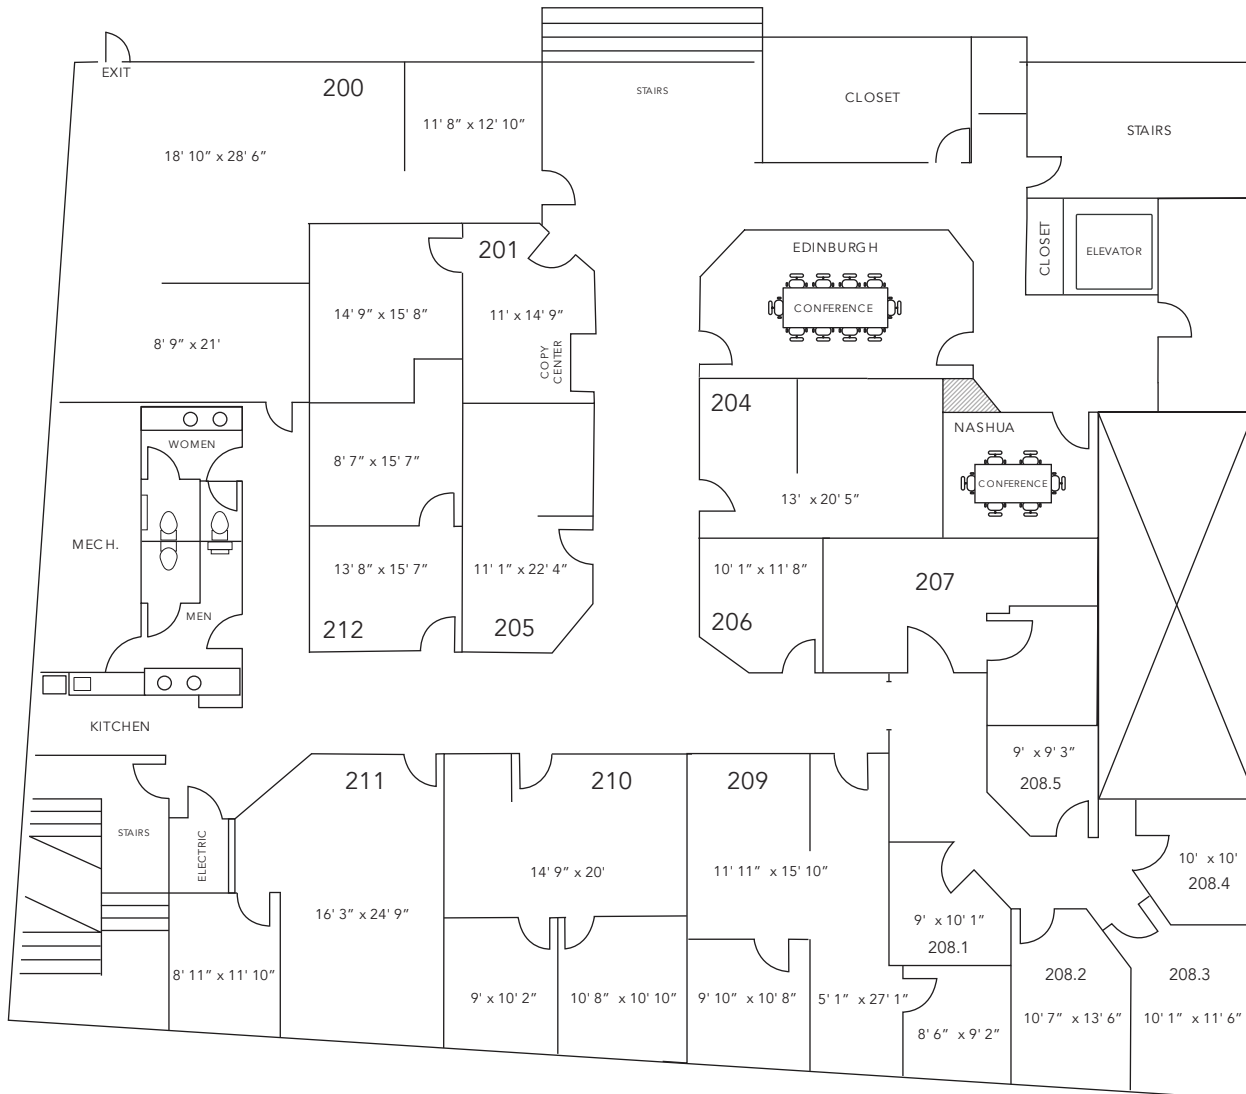 EXIT
200
18' 10” x 28' 6”
11' 8” x 12' 10”
STAIRS
CLOSET
STAIRS
CLOSET
ELEVATOR
EDINBURGH
CONFERENCE
201
14' 9” x 15' 8”
11' x 14' 9”
COPY
CENTER
8' 9” x 21'
204
13' x 20' 5”
NASHUA
CONFERENCE
WOMEN
MECH.
MEN
8' 7” x 15' 7”
13' 8” x 15' 7”
212
11' 1” x 22' 4”
205
10' 1” x 11' 8”
206
207
KITCHEN
STAIRS
ELECTRIC
211
16' 3” x 24' 9”
8' 11” x 11' 10”
210
14' 9” x 20'
9' x 10' 2”
10' 8” x 10' 10”
209
11' 11” x 15' 10”
9' 10” x 10' 8”
5' 1” x 27' 1”
9' x 9' 3”
208.5
10' x 10'
208.4
9' x 10' 1”
208.1
8' 6” x 9' 2”
208.2
10' 7” x 13' 6”
208.3
10' 1” x 11' 6”